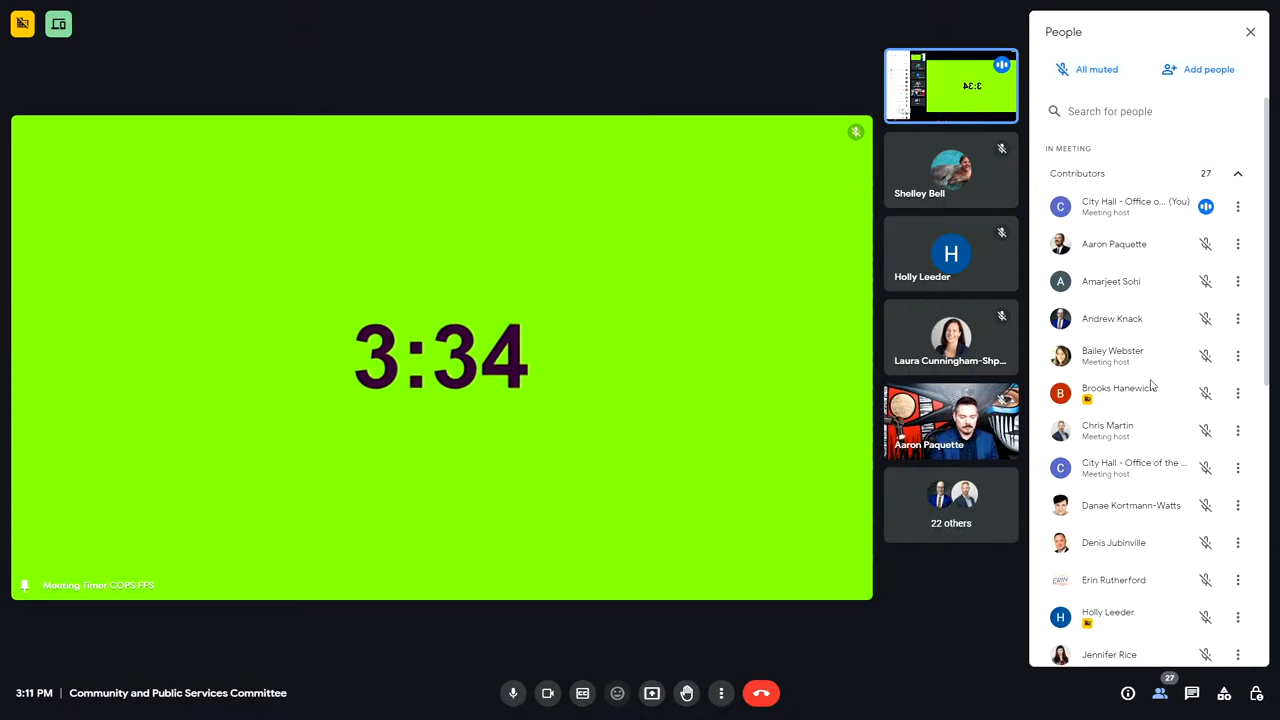 3:34
Meeting Timer COPS.FFS
Shelley Bell
H
Holly Leeder
Laura Cunningham-Shp...
Aaron Paquette
22 others
People
All muted
Add people
Search for people
IN MEETING
Contributors 27
C
City Hall - Office o... (You)
Meeting host
Aaron Paquette
A
Amarjeet Sohi
Andrew Knack
Bailey Webster
Meeting host
B
Brooks Hanewich
Chris Martin
Meeting host
C
City Hall - Office of the ...
Meeting host
Danae Kortmann-Watts
Denis Jubinville
ERIN
Erin Rutherford
H
Holly Leeder
Jennifer Rice
3:11 PM | Community and Public Services Committee
27